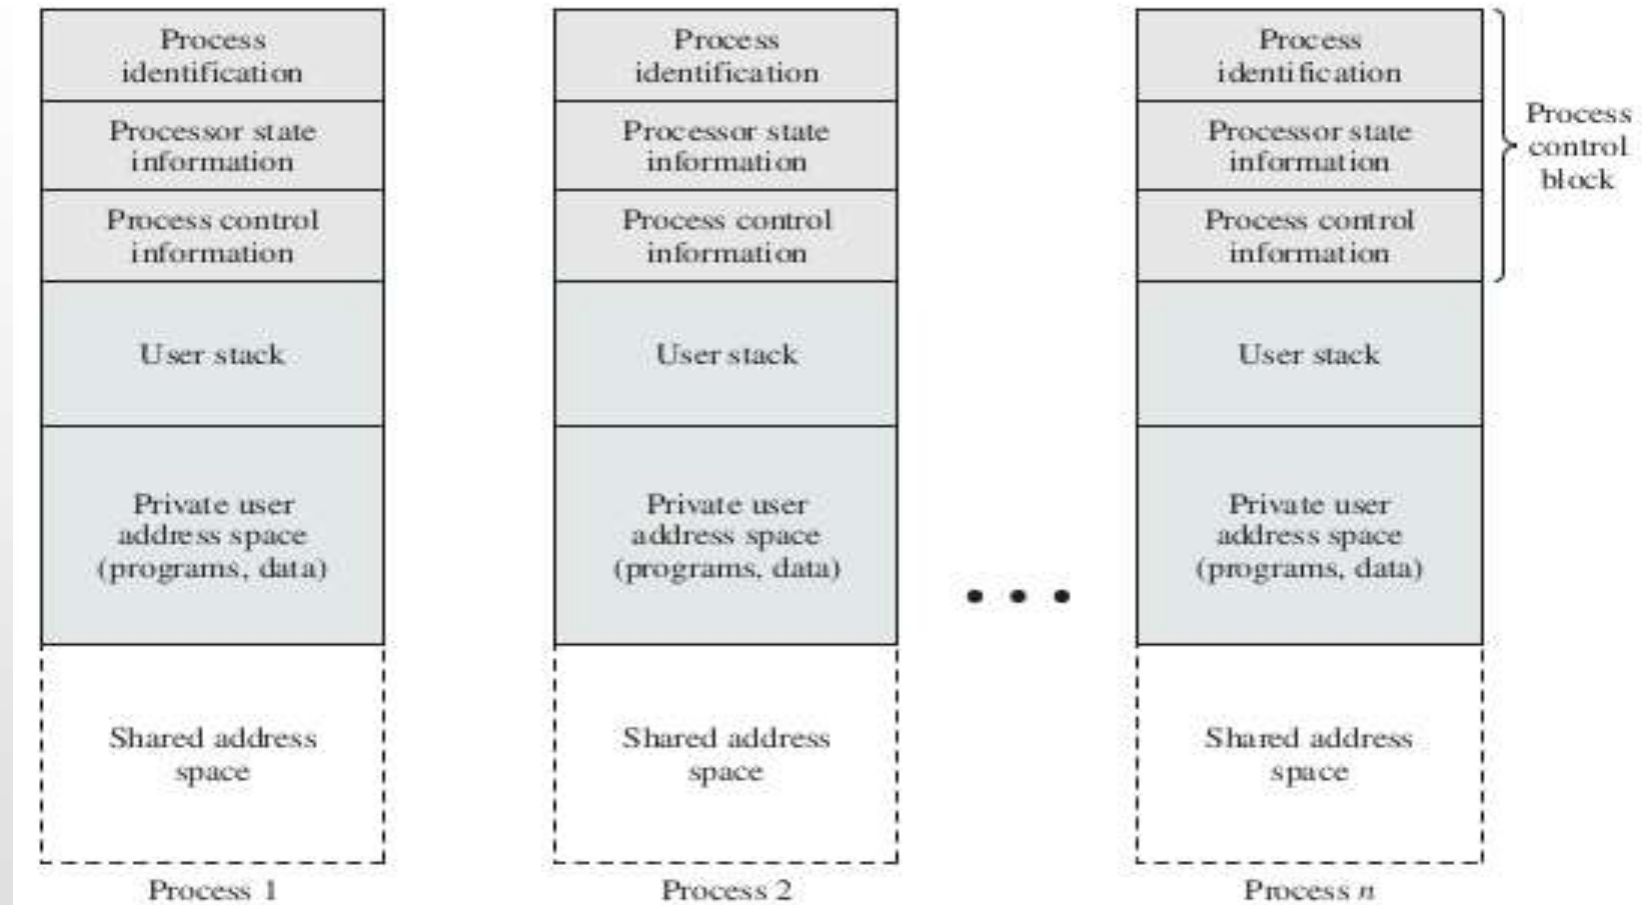 Process
identification
Processor state
information
Process control
information
User stack
Private user
address space
(programs, data)
Shared address
space
Process 1
Process
identification
Processor state
information
Process control
information
User stack
Private user
address space
(programs, data)
Shared address
space
Process 2
Process
identification
Processor state
information
Process control
information
User stack
Private user
address space
(programs, data)
Shared address
space
Process n
Process
control
block